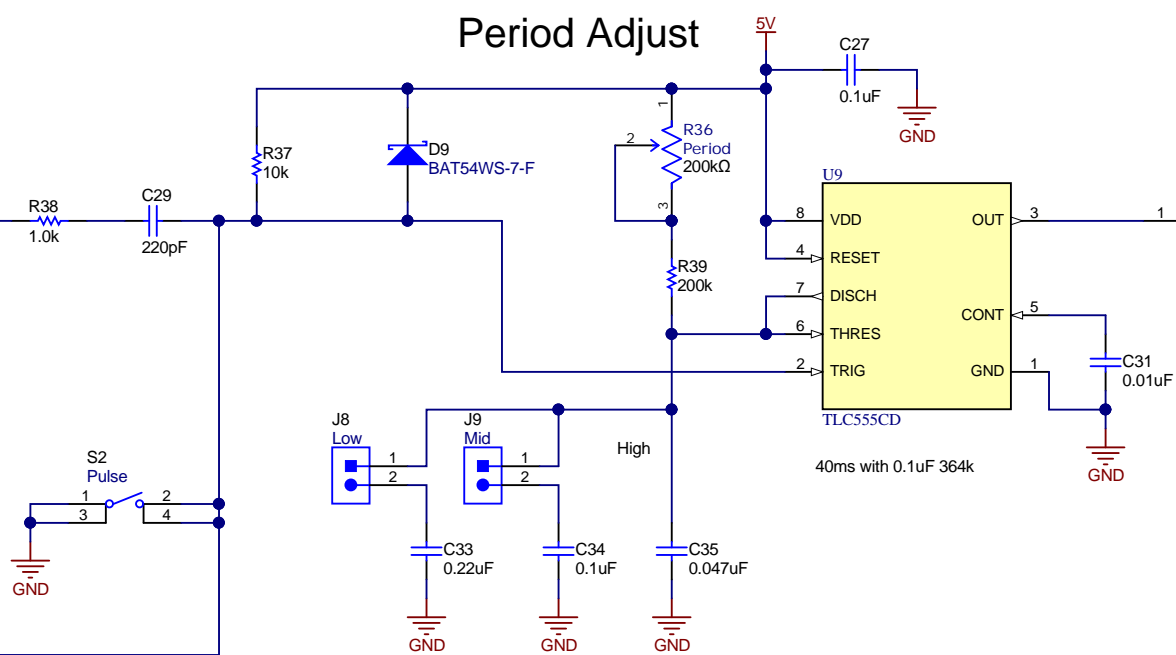 Period Adjust
5V
C27
0.1uF
GND
R37
10k
D9
BAT54WS-7-F
1
2
3
R36
Period
200kΩ
R38
1.0k
C29
220pF
R39
200k
U9
8
VDD
4
RESET
7
DISCH
6
THRES
2
TRIG
OUT
3
1
CONT
5
GND
1
TLC555CD
C31
0.01uF
GND
40ms with 0.1uF 364k
J8
Low
1
2
J9
Mid
1
2
High
S2
Pulse
1
2
3
4
GND
C33
0.22uF
GND
C34
0.1uF
GND
C35
0.047uF
GND